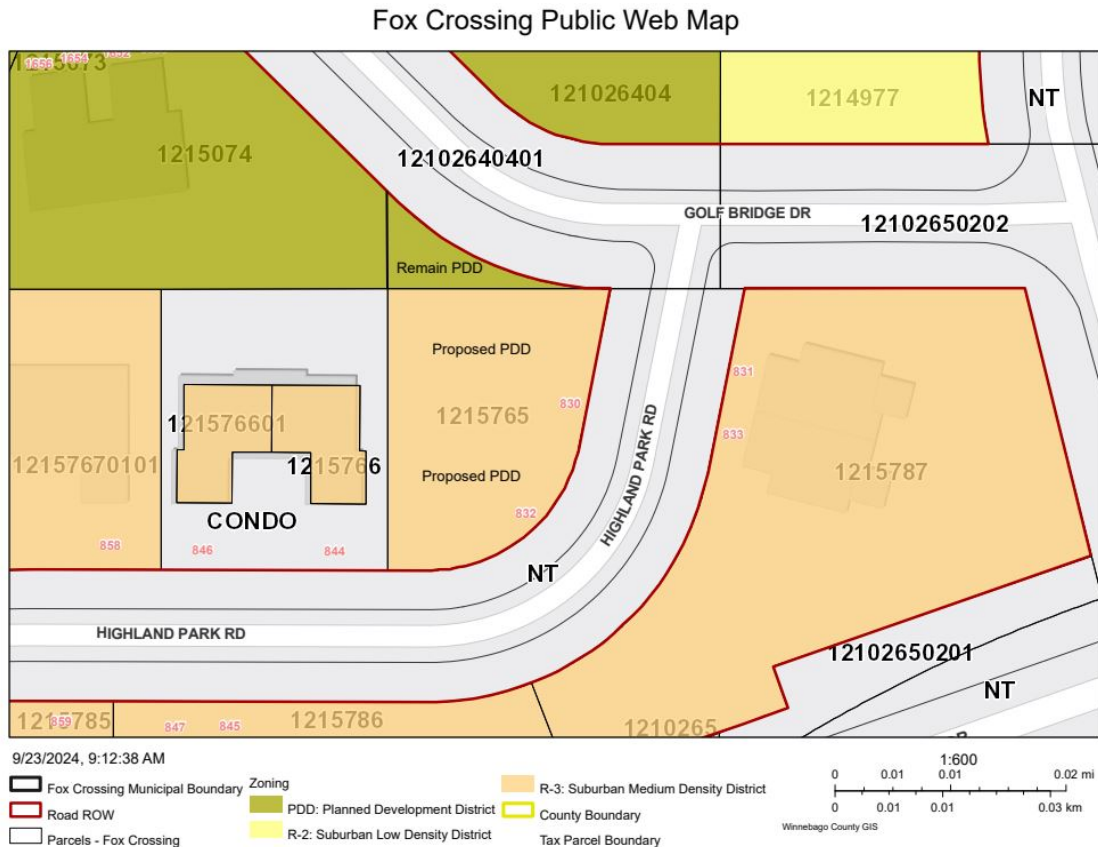 Fox Crossing Public Web Map
1656
1654
1652
1215073
121026404
1214977
NT
1215074
12102640401
GOLF BRIDGE DR
12102650202
Remain PDD
Proposed PDD
831
830
1215765
121576601
833
12157670101
1215766
Proposed PDD
1215787
HIGHLAND PARK RD
CONDO
832
858
846
844
NT
HIGHLAND PARK RD
12102650201
NT
1215785
859
847
845
1215786
1210265
9/23/2024, 9:12:38 AM
Fox Crossing Municipal Boundary
Road ROW
Parcels - Fox Crossing
Zoning
PDD: Planned Development District
R-2: Suburban Low Density District
R-3: Suburban Medium Density District
County Boundary
Tax Parcel Boundary
1:600
0 0.01 0.01 0.02 mi
0 0.01 0.01 0.03 km
Winnebago County GIS